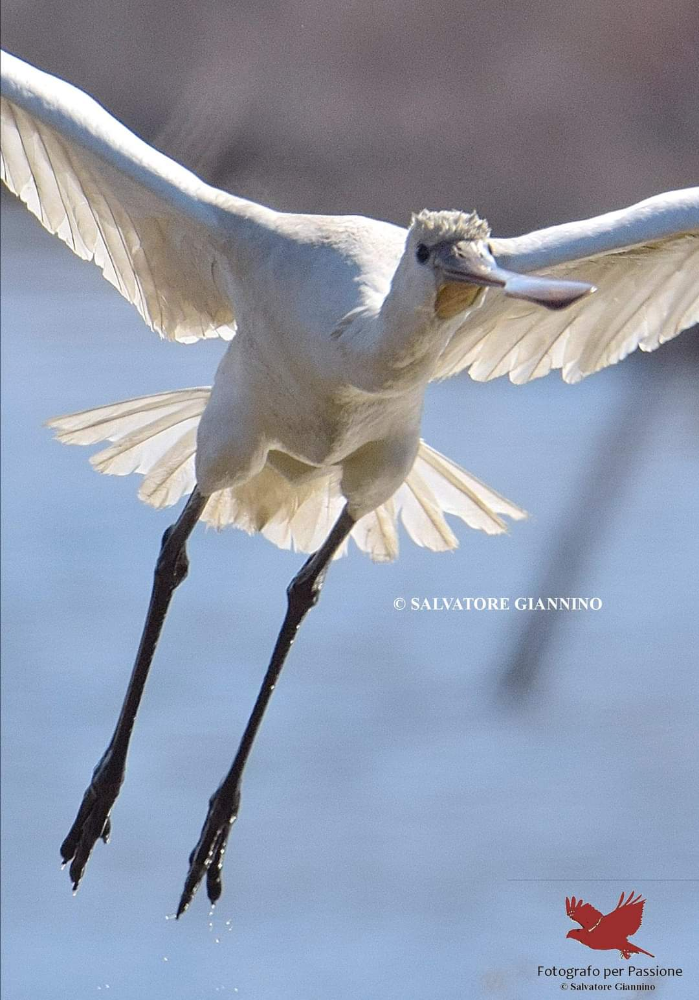 © SALVATORE GIANNINO
Fotografo per Passione
© Salvatore Giannino